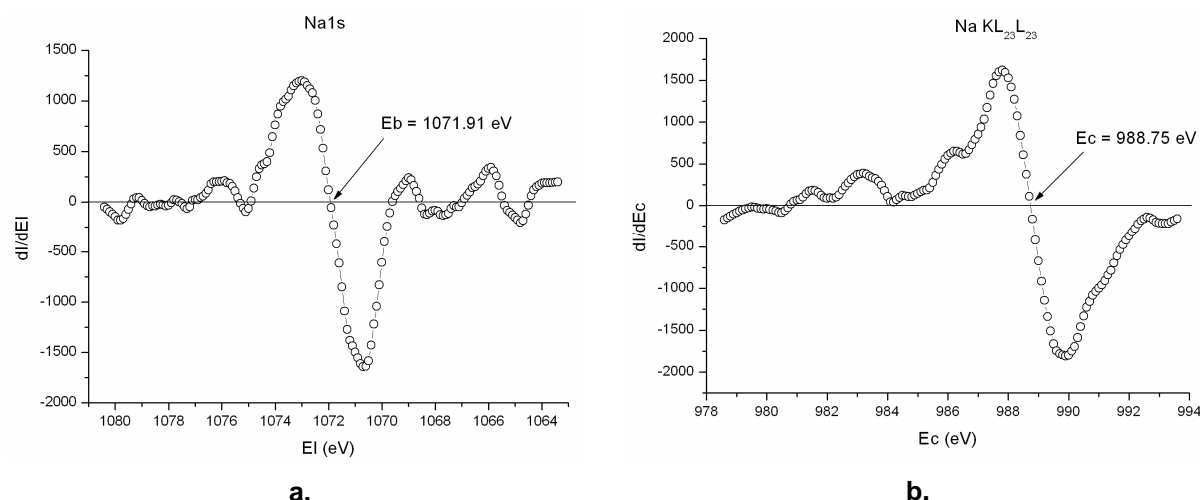 Na1s
1500
1000
500
0
-500
-1000
-1500
-2000
dI/dEl
Eb = 1071.91 eV
1080 1078 1076 1074 1072 1070 1068 1066 1064
El (eV)
a.
Na KL23L23
2000
1500
1000
500
0
-500
-1000
-1500
-2000
dI/dEc
Ec = 988.75 eV
978 980 982 984 986 988 990 992 994
Ec (eV)
b.